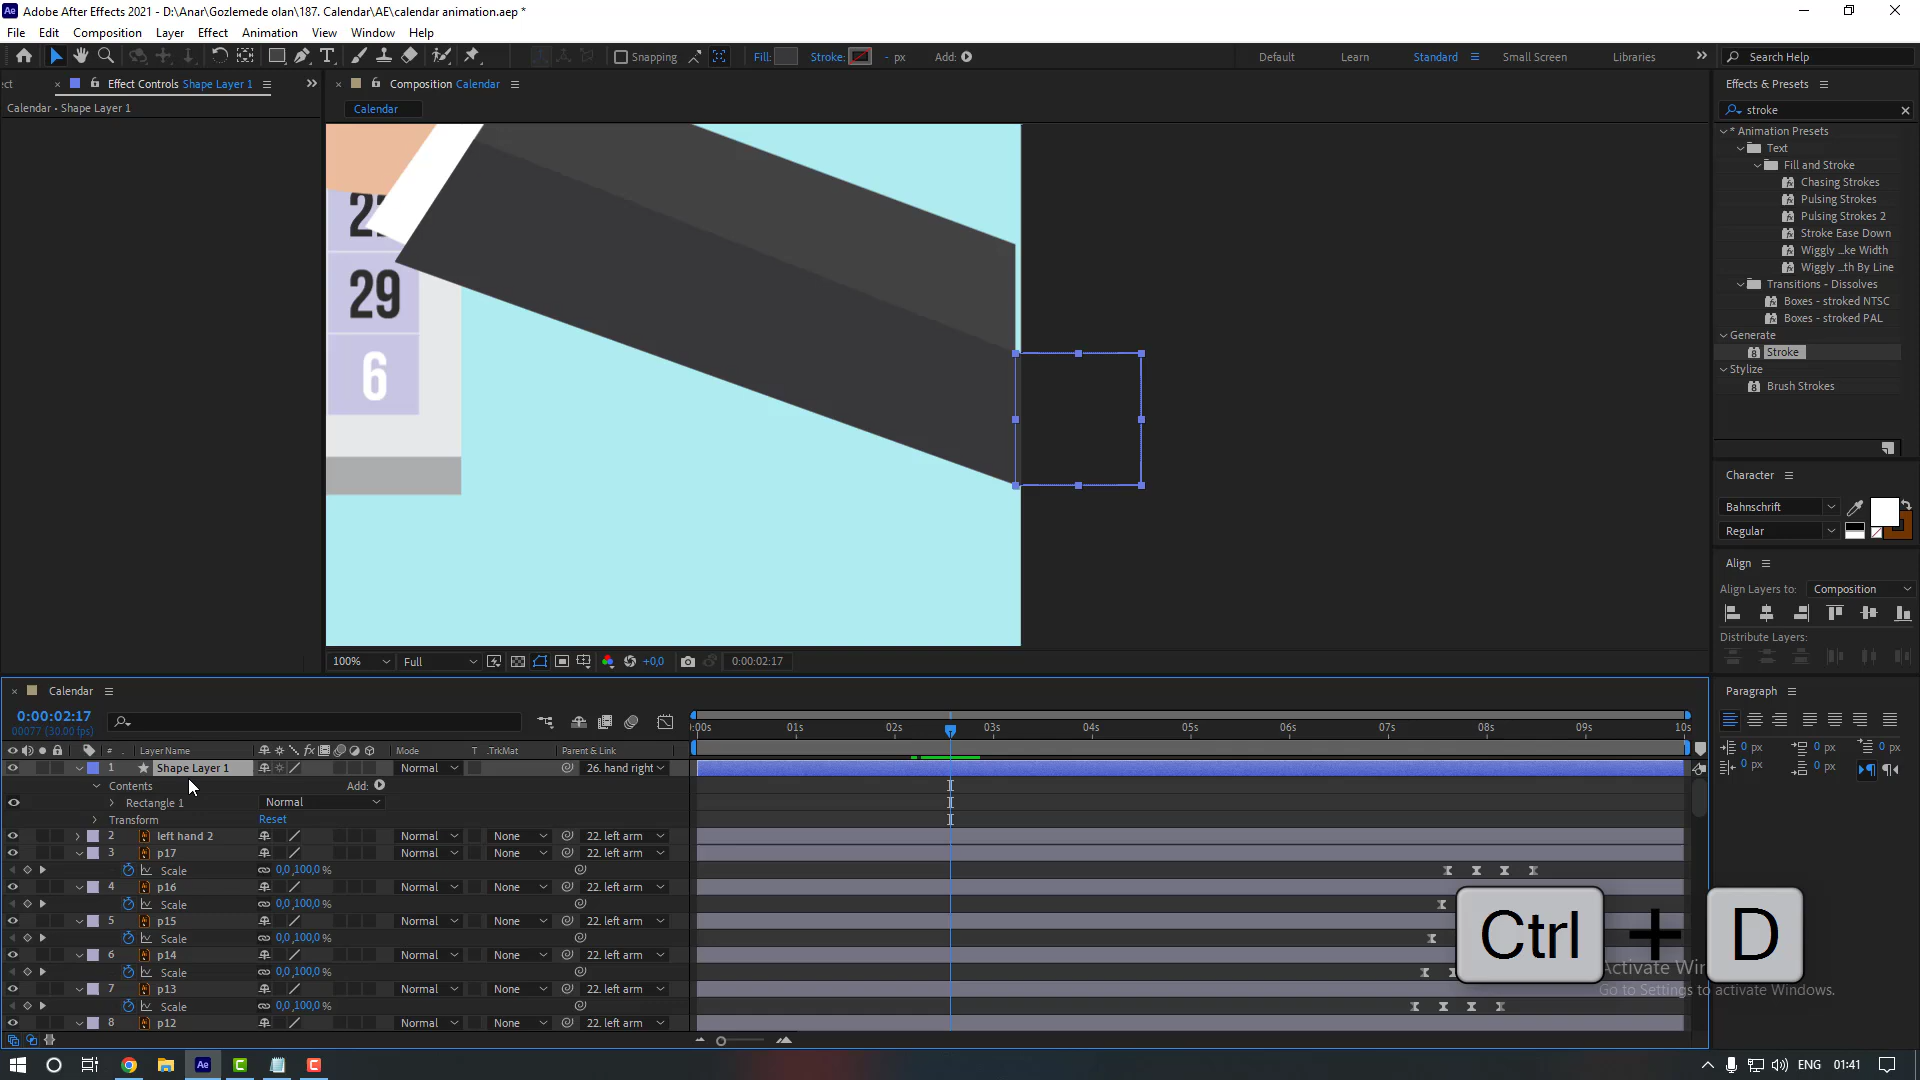 Adobe After Effects 2021 - D:\Anar\Gozlemede olan\187. Calendar\AE\calendar animation.aep *
File Edit Composition Layer Effect Animation View Window Help
Snapping Fill: Stroke: - px Add: Default Learn Standard Small Screen Libraries Search Help
Effect Controls Shape Layer 1
Composition Calendar
Effects & Presets
Calendar • Shape Layer 1
Calendar
stroke
* Animation Presets
Text
Fill and Stroke
Chasing Strokes
Pulsing Strokes
Pulsing Strokes 2
Stroke Ease Down
Wiggly ...ke Width
Wiggly ...th By Line
Transitions - Dissolves
Boxes - stroked NTSC
Boxes - stroked PAL
Generate
Stroke
Stylize
Brush Strokes
29
6
Character
Bahnschrift
Regular
Align
Align Layers to: Composition
Distribute Layers:
100% Full +0,0 0:00:02:17
Calendar
0:00:02:17
00077 (30.00 fps)
Paragraph
0 px 0 px 0 px
0 px 0 px
:00s 01s 02s 03s 04s 05s 06s 07s 08s 09s 10s
# Layer Name Mode T .TrkMat Parent & Link
1 Shape Layer 1 Normal 26. hand right
Contents Add:
Rectangle 1 Normal
Transform Reset
2 left hand 2 Normal None 22. left arm
3 p17 Normal None 22. left arm
Scale 0,0 ,100,0 %
4 p16 Normal None 22. left arm
Scale 0,0 ,100,0 %
5 p15 Normal None 22. left arm
Scale 0,0 ,100,0 %
6 p14 Normal None 22. left arm
Scale 0,0 ,100,0 %
7 p13 Normal None 22. left arm
Scale 0,0 ,100,0 %
8 p12 Normal None 22. left arm
Ctrl + D
Activate Wi
Go to Settings to activate Windows.
ENG 01:41